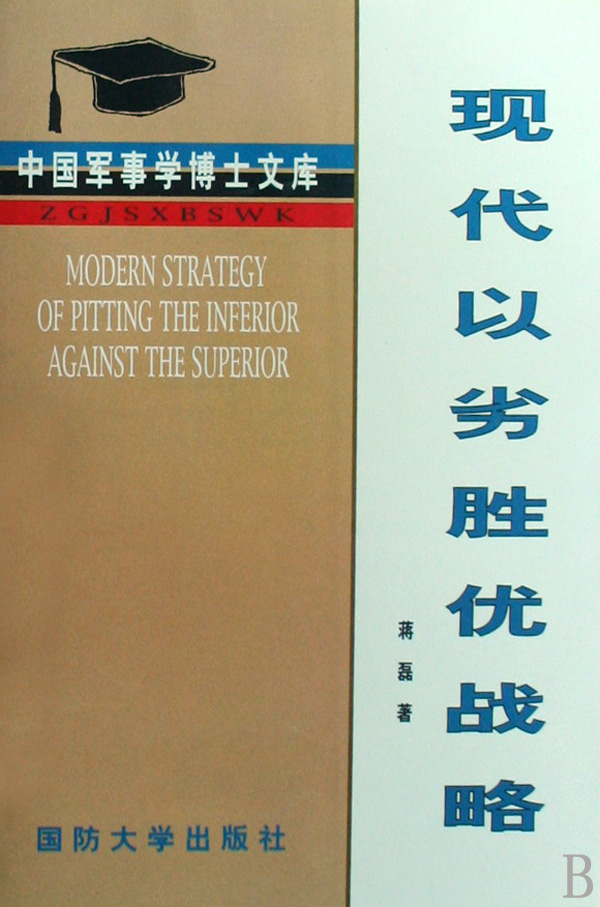 中国军事学博士文库
ZGJSXBSWK
MODERN STRATEGY
OF PITTING THE INFERIOR
AGAINST THE SUPERIOR
现代以劣胜优战略
蒋磊著
国防大学出版社
B